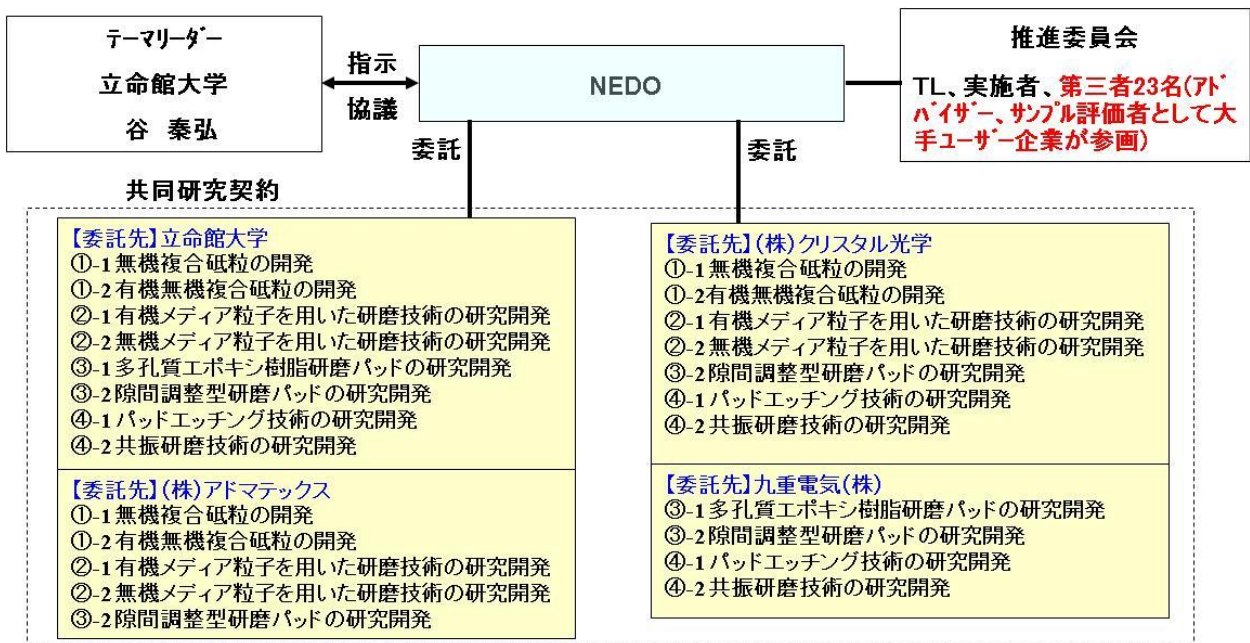 テーマリーダー
立命館大学
谷　泰弘
指示
協議
NEDO
推進委員会
TL、実施者、第三者23名(アド
バイザー、サンプル評価者として大
手ユーザー企業が参画)
委託
委託
共同研究契約
【委託先】立命館大学
①-1無機複合砥粒の開発
①-2有機無機複合砥粒の開発
②-1有機メディア粒子を用いた研磨技術の研究開発
②-2無機メディア粒子を用いた研磨技術の研究開発
③-1多孔質エポキシ樹脂研磨パッドの研究開発
③-2隙間調整型研磨パッドの研究開発
④-1パッドエッチング技術の研究開発
④-2共振研磨技術の研究開発
【委託先】(株)アドマテックス
①-1無機複合砥粒の開発
①-2有機無機複合砥粒の開発
②-1有機メディア粒子を用いた研磨技術の研究開発
②-2無機メディア粒子を用いた研磨技術の研究開発
③-2隙間調整型研磨パッドの研究開発
【委託先】(株)クリスタル光学
①-1無機複合砥粒の開発
①-2有機無機複合砥粒の開発
②-1有機メディア粒子を用いた研磨技術の研究開発
②-2無機メディア粒子を用いた研磨技術の研究開発
③-2隙間調整型研磨パッドの研究開発
④-1パッドエッチング技術の研究開発
④-2共振研磨技術の研究開発
【委託先】九重電気(株)
③-1多孔質エポキシ樹脂研磨パッドの研究開発
③-2隙間調整型研磨パッドの研究開発
④-1パッドエッチング技術の研究開発
④-2共振研磨技術の研究開発